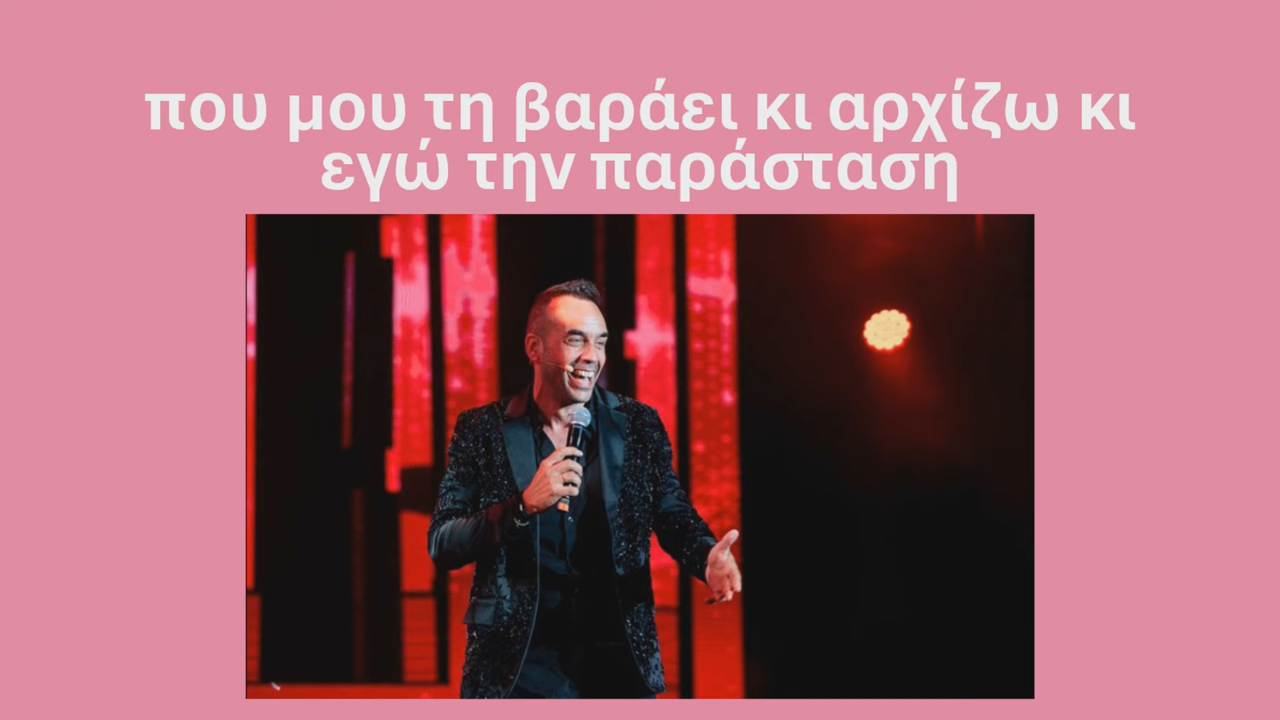 που μου τη βαράει κι αρχίζω κι
εγώ την παράσταση